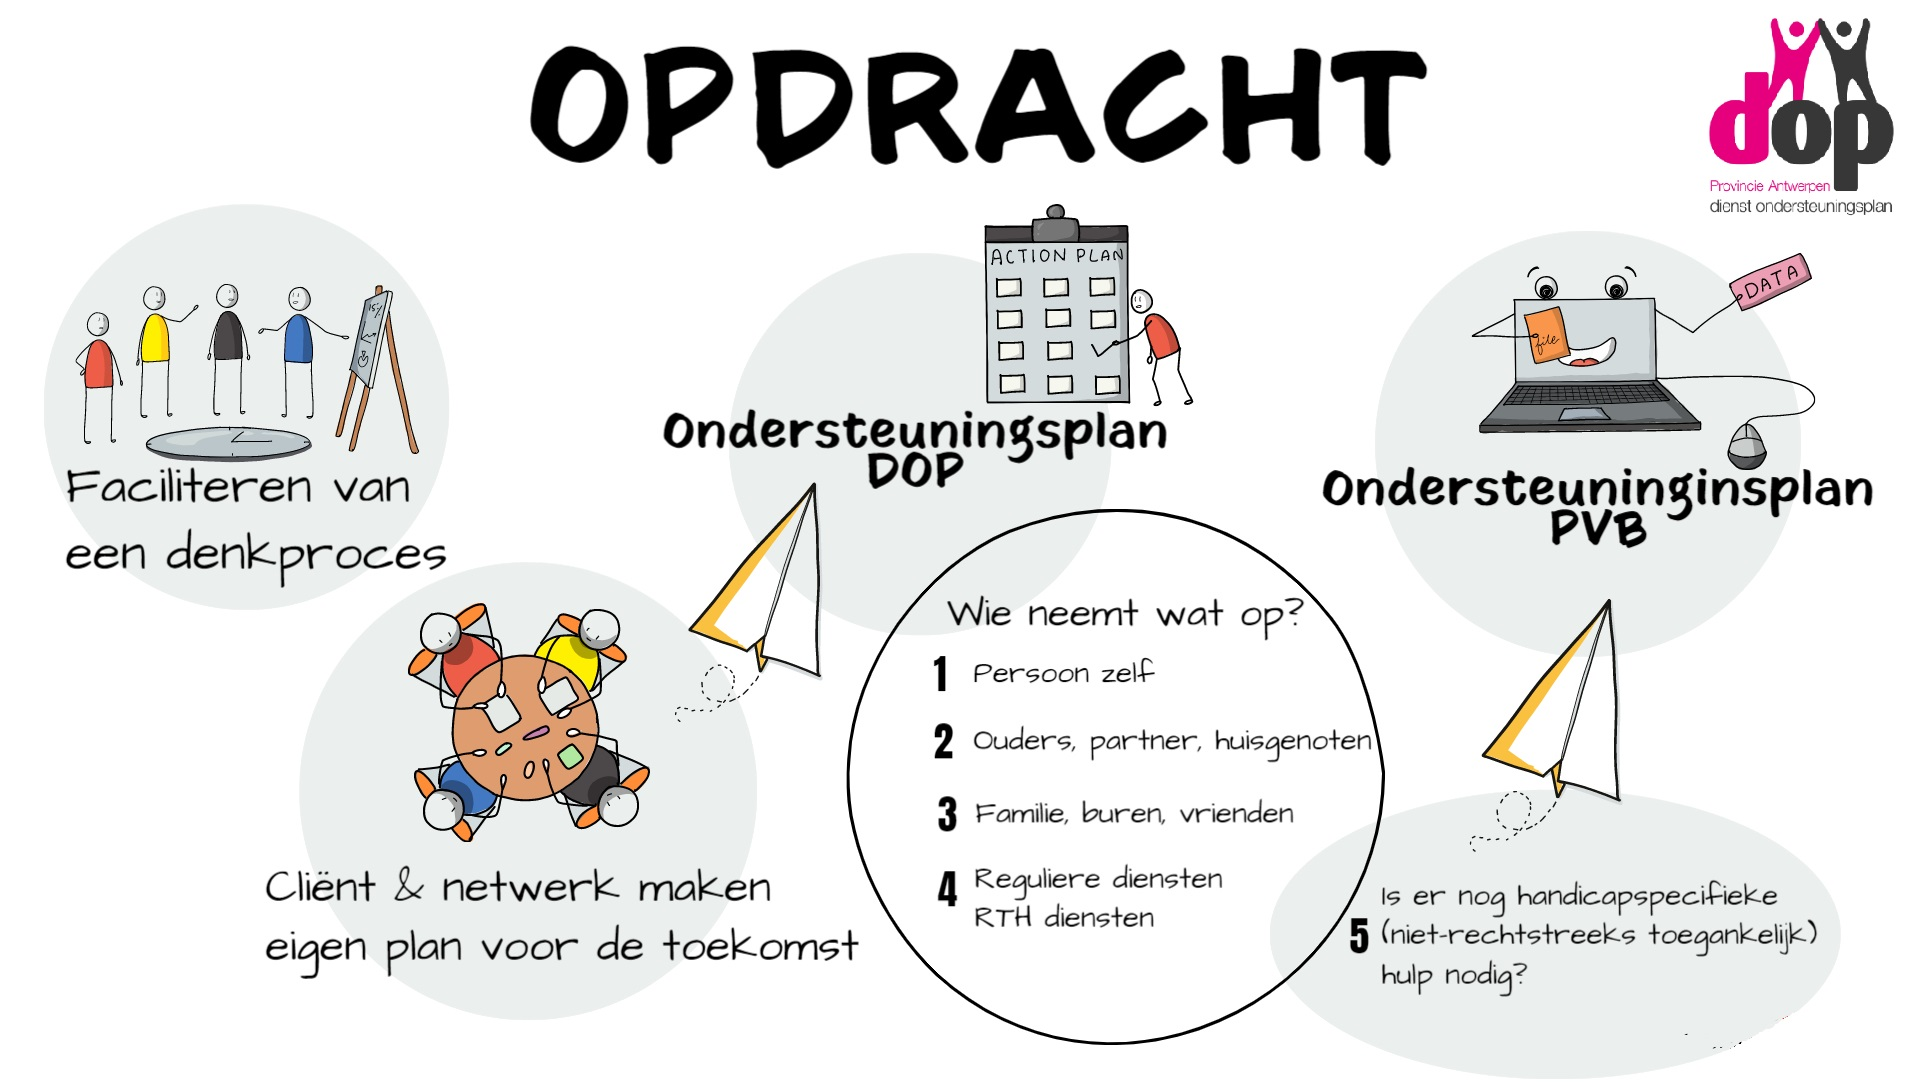 OPDRACHT
dop
Provincie Antwerpen
dienst ondersteuningsplan
Faciliteren van
een denkproces
Cliënt & netwerk maken
eigen plan voor de toekomst
ACTION PLAN
Ondersteuningsplan
DOP
Wie neemt wat op?
1 Persoon zelf
2 Ouders, partner, huisgenoten
3 Familie, buren, vrienden
4 Reguliere diensten
RTH diensten
file
DATA
Ondersteuninginsplan
PVB
Is er nog handicapspecifieke
5 (niet-rechtstreeks toegankelijk)
hulp nodig?